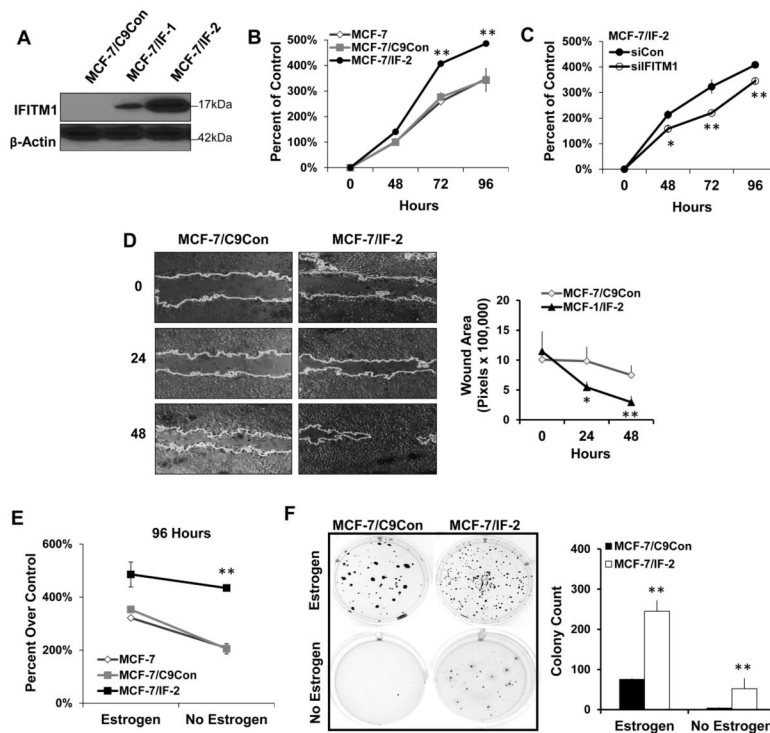 A
MCF-7/C9Con
MCF-7/IF-1
MCF-7/IF-2
IFITM1
17kDa
β-Actin
42kDa
B
MCF-7
MCF-7/C9Con
MCF-7/IF-2
Percent of Control
500%
400%
300%
200%
100%
0%
** **
0 48 72 96
Hours
C
MCF-7/IF-2
siCon
siIFITM1
Percent of Control
500%
400%
300%
200%
100%
0%
* ** **
0 48 72 96
Hours
D
MCF-7/C9Con MCF-7/IF-2
0
24
48
MCF-7/C9Con
MCF-1/IF-2
Wound Area
(Pixels x 100,000)
20
15
10
5
0
* **
0 24 48
Hours
E
96 Hours
Percent Over Control
600%
400%
200%
0%
**
MCF-7
MCF-7/C9Con
MCF-7/IF-2
Estrogen No Estrogen
F
MCF-7/C9Con MCF-7/IF-2
Estrogen
No Estrogen
MCF-7/C9Con
MCF-7/IF-2
Colony Count
400
300
200
100
0
** **
Estrogen No Estrogen